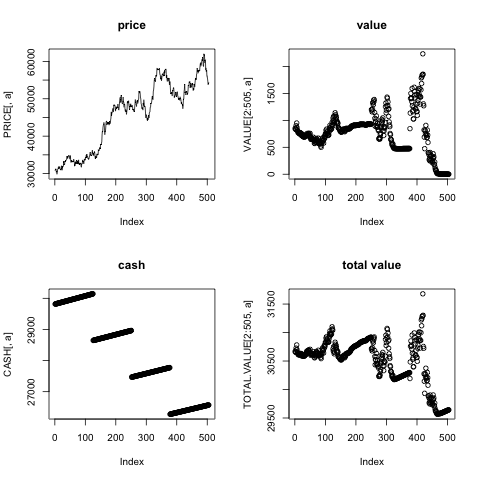 price
PRICE[, a]
30000 40000 50000 60000
0 100 200 300 400 500
Index
value
VALUE[2:505, a]
0 500 1500
0 100 200 300 400 500
Index
cash
CASH[, a]
27000 29000
0 100 200 300 400 500
Index
total value
TOTAL.VALUE[2:505, a]
29500 30500 31500
0 100 200 300 400 500
Index